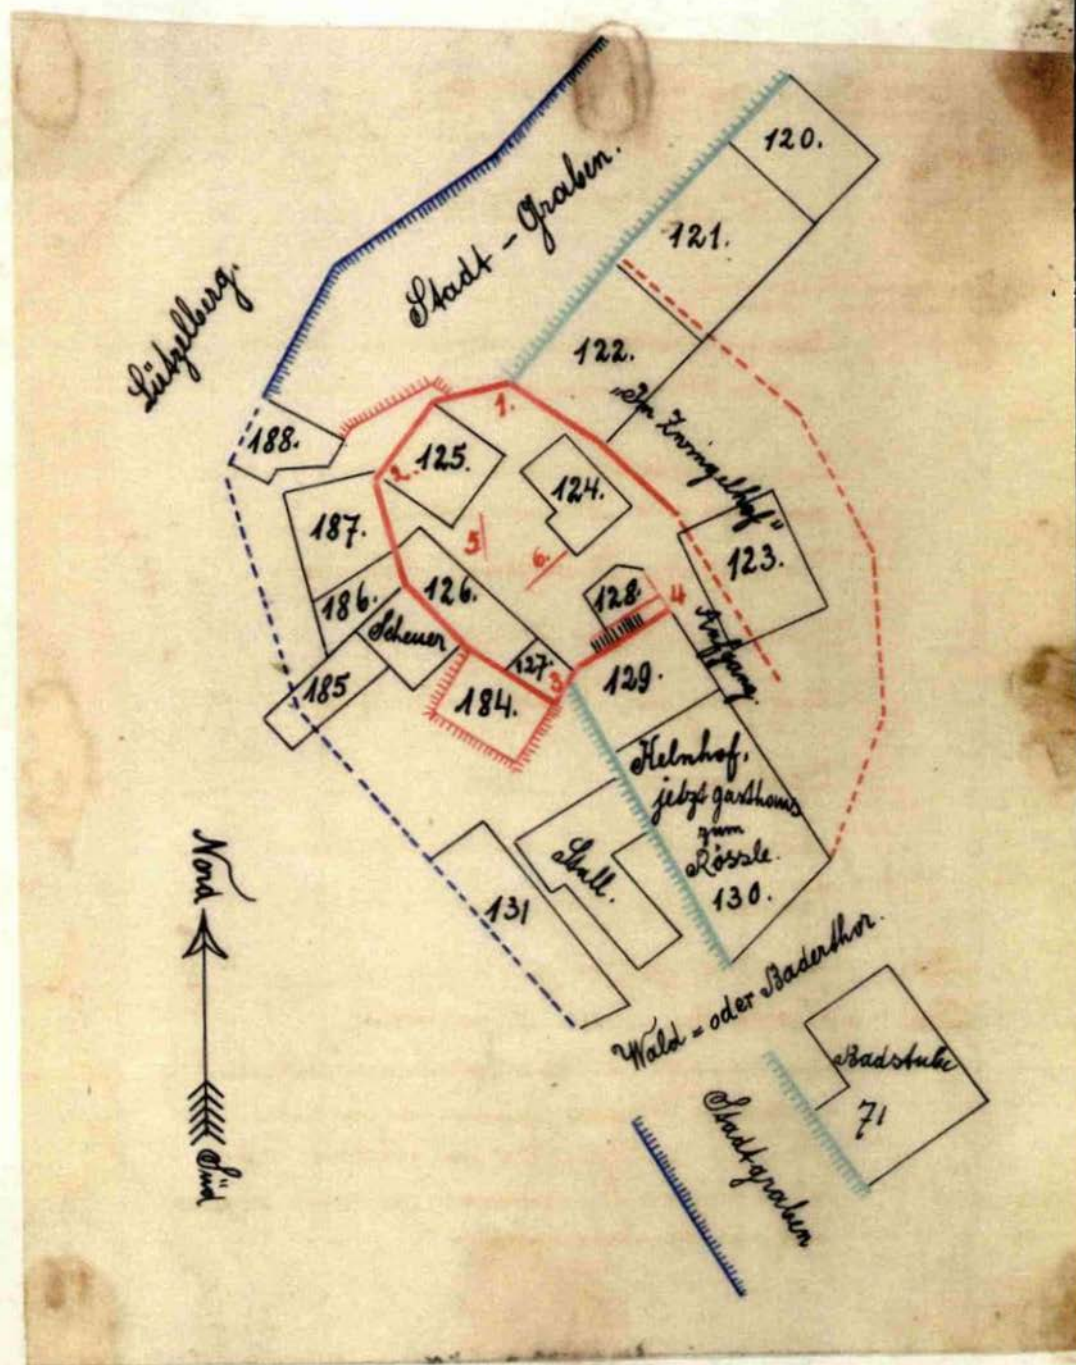 120.
Stadt-Graben.
121.
Lützelberg.
122.
1.
"Im Zwingelhof"
188.
2.
125.
124.
187.
5.
6.
123.
186.
126.
128.
4
Scheuer
Aufgang.
127.
129.
185
3
184.
Kelnhof,
jetzt Gasthaus
zum
Rössle.
130.
Stall.
Nord
131
Wald = oder Baderthor.
Badstube
71
Stadtgraben
Süd